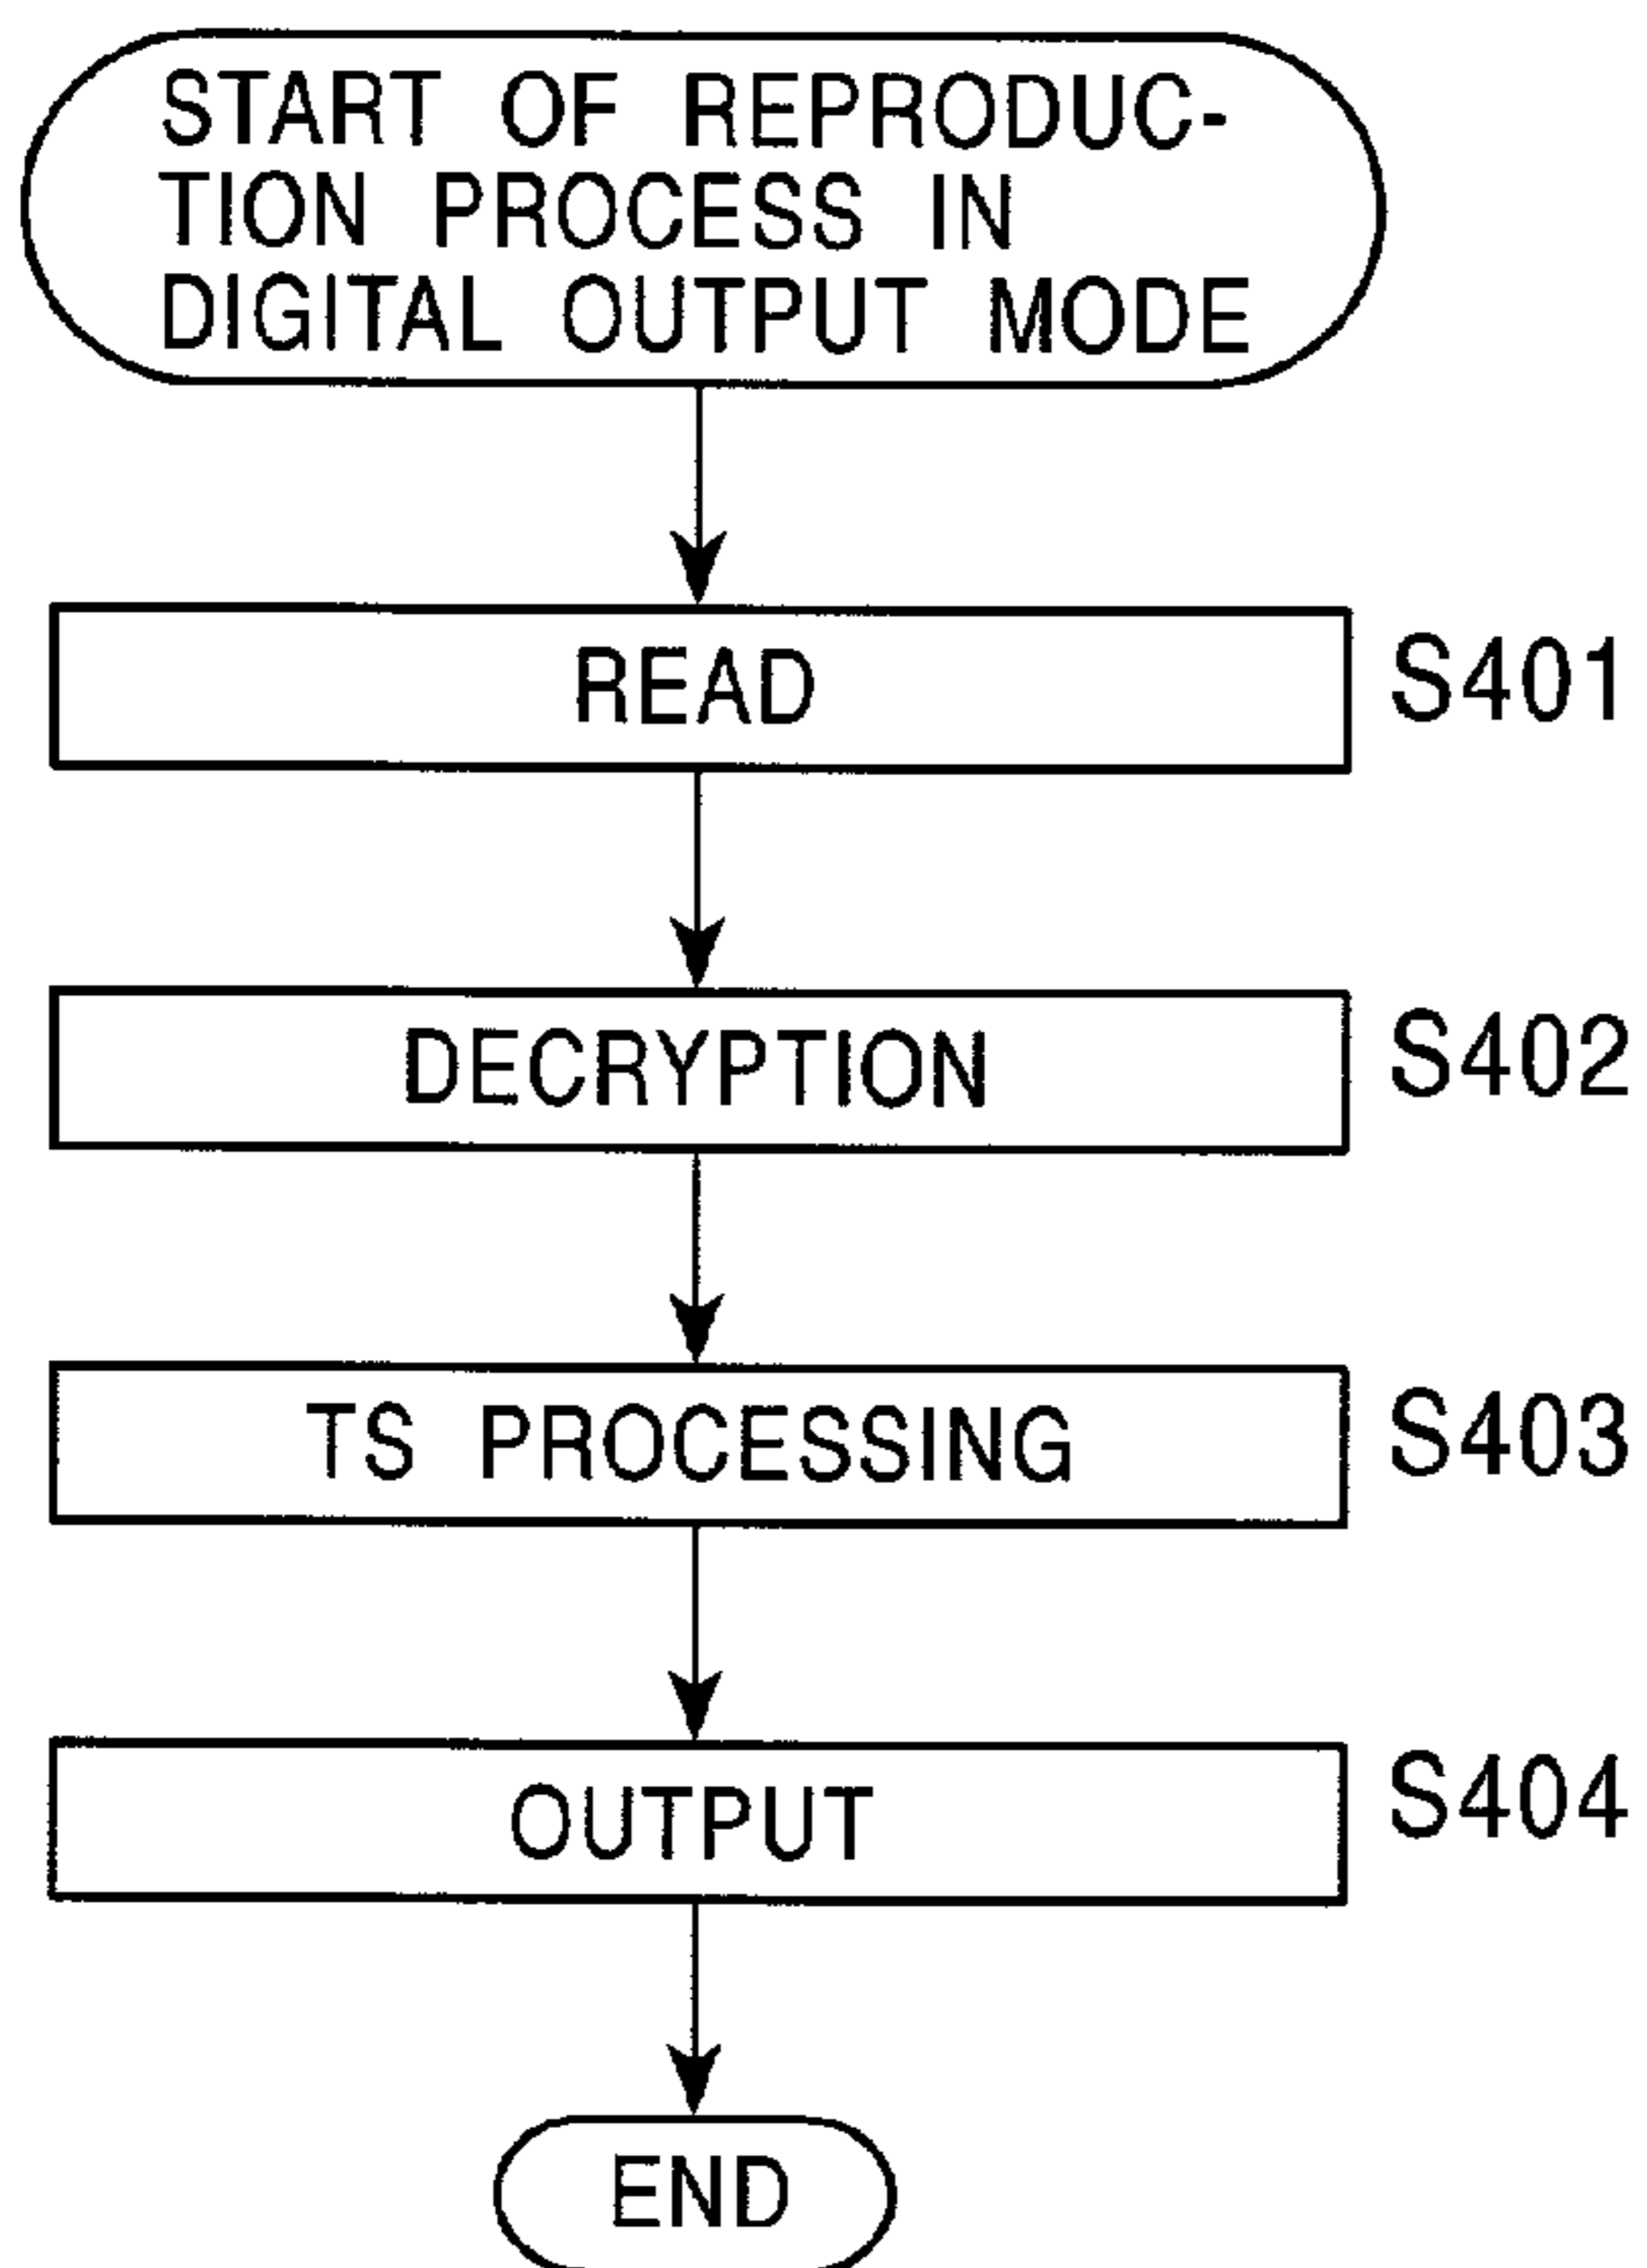 START OF REPRODUC-
TION PROCESS IN
DIGITAL OUTPUT MODE
READ
S401
DECRYPTION
S402
TS PROCESSING
S403
OUTPUT
S404
END